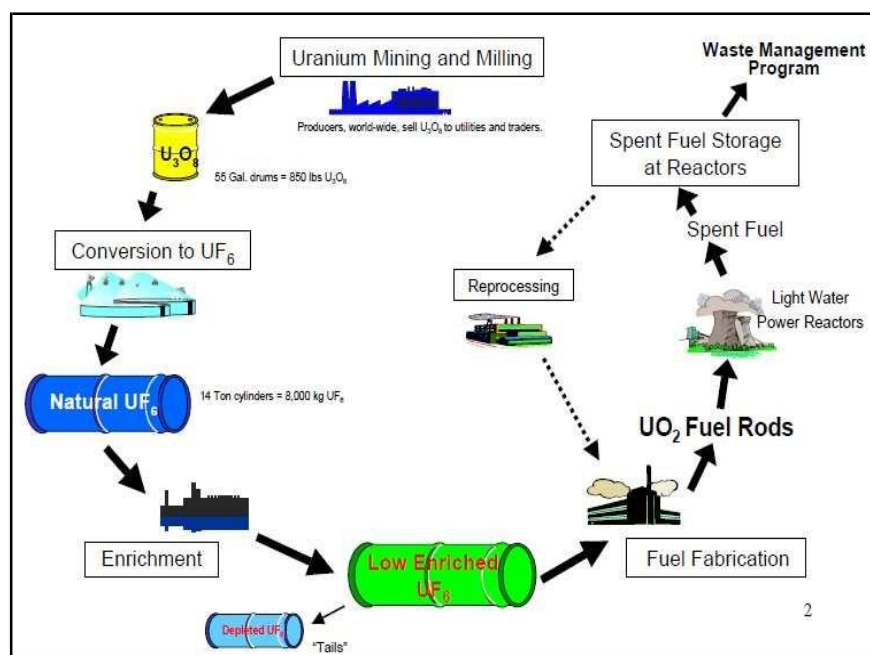 Uranium Mining and Milling
Producers, world-wide, sell U₃O₈ to utilities and traders.
U₃O₈
55 Gal. drums = 850 lbs U₃O₈
Conversion to UF₆
Natural UF₆
14 Ton cylinders = 8,000 kg UF₆
Enrichment
Low Enriched
UF₆
Depleted UF₆
"Tails"
Fuel Fabrication
UO₂ Fuel Rods
Light Water
Power Reactors
Spent Fuel
Spent Fuel Storage
at Reactors
Reprocessing
Waste Management
Program
2